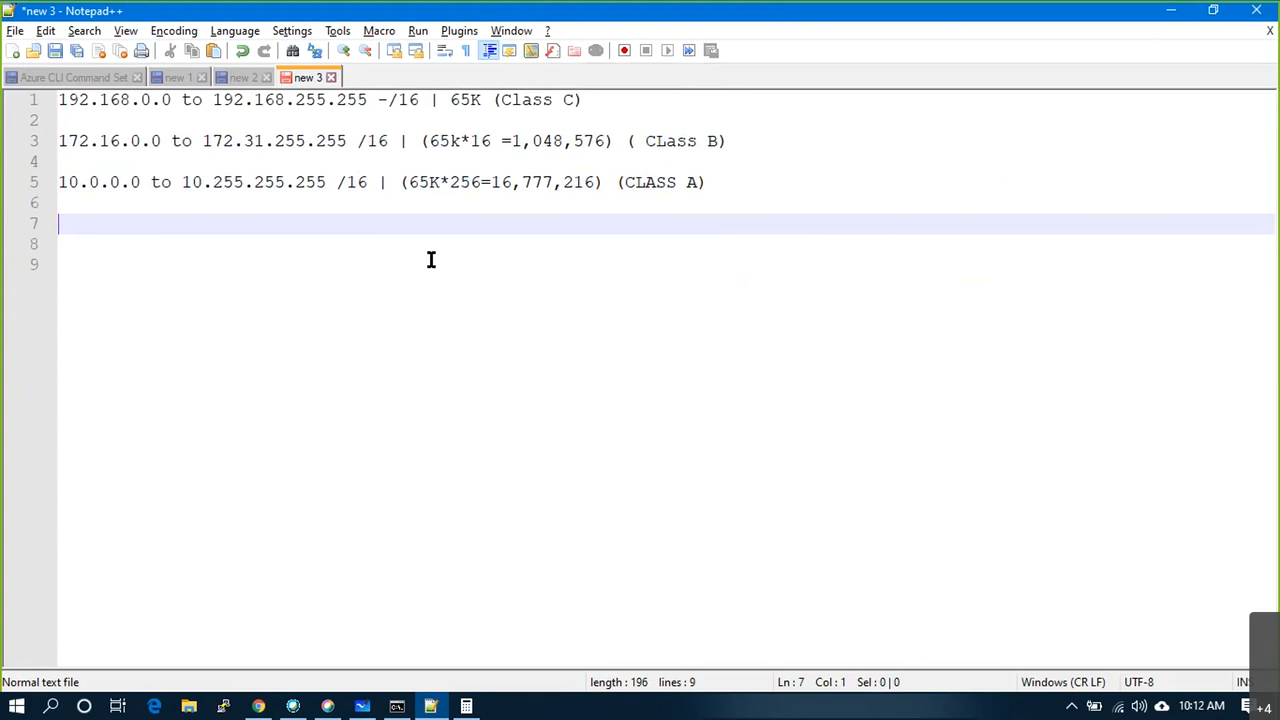 *new 3 - Notepad++
File Edit Search View Encoding Language Settings Tools Macro Run Plugins Window ? X
Azure CLI Command Set new 1 new 2 new 3
1 192.168.0.0 to 192.168.255.255 -/16 | 65K (Class C)
2
3 172.16.0.0 to 172.31.255.255 /16 | (65k*16 =1,048,576) ( CLass B)
4
5 10.0.0.0 to 10.255.255.255 /16 | (65K*256=16,777,216) (CLASS A)
6
7
8
9
Normal text file length : 196 lines : 9 Ln : 7 Col : 1 Sel : 0 | 0 Windows (CR LF) UTF-8 IN
10:12 AM +4